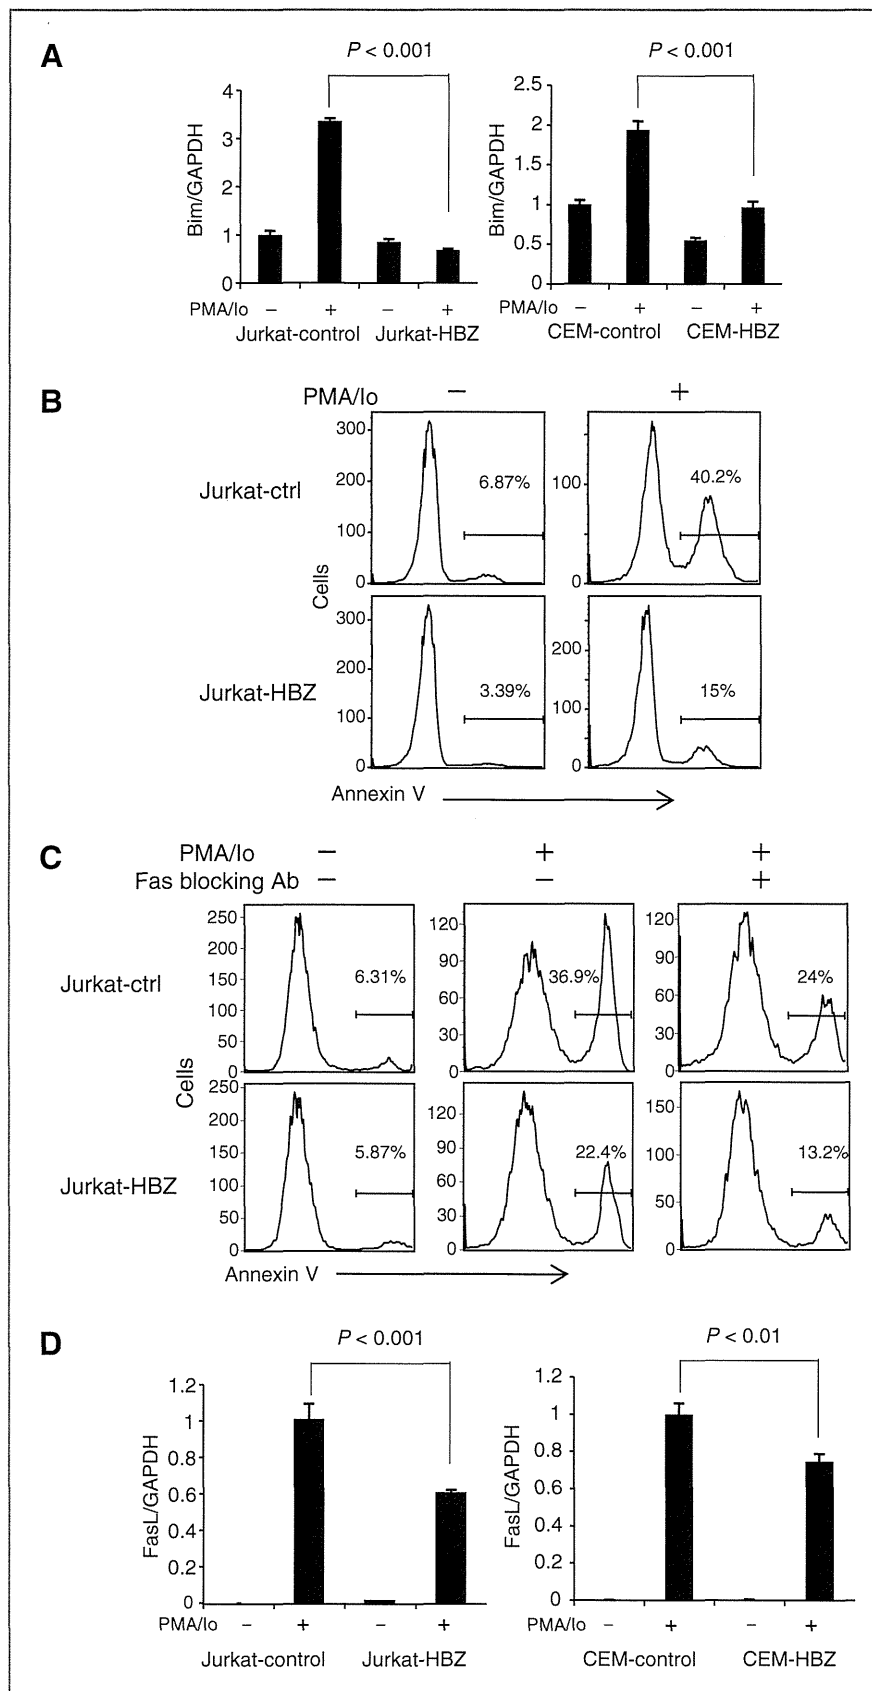 A
P < 0.001
P < 0.001
Bim/GAPDH
4
3
2
1
0
Bim/GAPDH
2.5
2
1.5
1
0.5
0
PMA/Io − + − +
Jurkat-control Jurkat-HBZ
PMA/Io − + − +
CEM-control CEM-HBZ
B
PMA/Io − +
Jurkat-ctrl
300
200
100
0
6.87%
100
0
40.2%
Cells
Jurkat-HBZ
300
200
100
0
3.39%
200
100
0
15%
Annexin V
C
PMA/Io − + +
Fas blocking Ab − − +
Jurkat-ctrl
250
200
150
100
50
0
6.31%
120
90
60
30
0
36.9%
120
90
60
30
0
24%
Cells
Jurkat-HBZ
250
200
150
100
50
0
5.87%
120
90
60
30
0
22.4%
150
100
50
0
13.2%
Annexin V
D
P < 0.001
P < 0.01
FasL/GAPDH
1.2
1
0.8
0.6
0.4
0.2
0
FasL/GAPDH
1.2
1
0.8
0.6
0.4
0.2
0
PMA/Io − + − +
Jurkat-control Jurkat-HBZ
PMA/Io − + − +
CEM-control CEM-HBZ